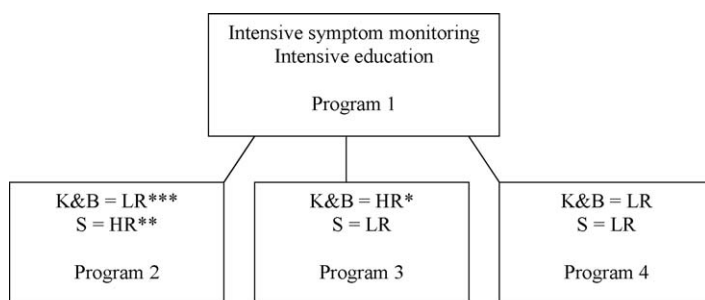 Intensive symptom monitoring
Intensive education
Program 1
K&B = LR***
S = HR**
Program 2
K&B = HR*
S = LR
Program 3
K&B = LR
S = LR
Program 4